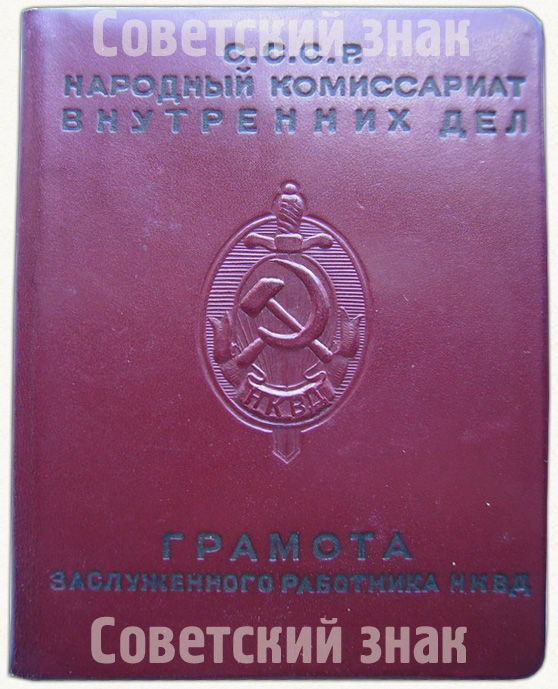 Советский знак
С.С.С.Р.
НАРОДНЫЙ КОМИССАРИАТ
ВНУТРЕННИХ ДЕЛ
НКВД
ГРАМОТА
ЗАСЛУЖЕННОГО РАБОТНИКА НКВД
Советский знак